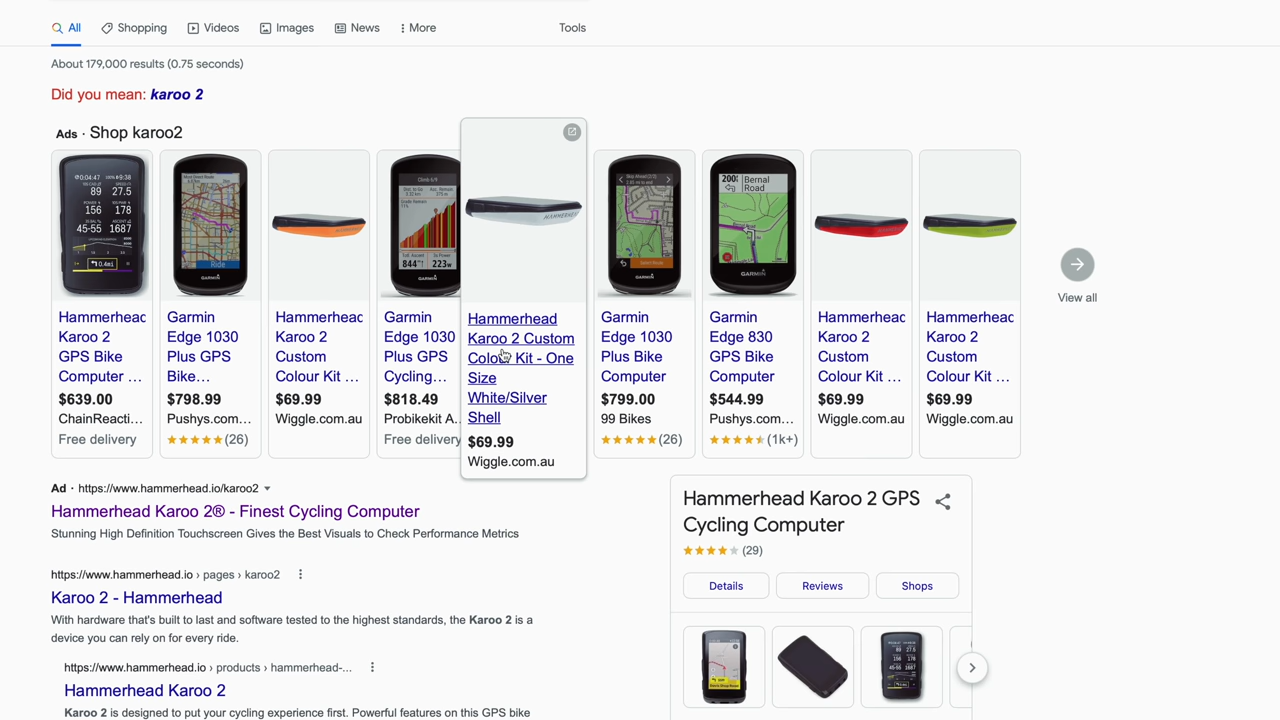 All
Shopping
Videos
Images
News
More
Tools
About 179,000 results (0.75 seconds)
Did you mean: karoo 2
Ads · Shop karoo2
Hammerhead
Karoo 2
GPS Bike
Computer ...
$639.00
ChainReacti...
Free delivery
Garmin
Edge 1030
Plus GPS
Bike...
$798.99
Pushys.com...
(26)
Hammerhead
Karoo 2
Custom
Colour Kit ...
$69.99
Wiggle.com.au
Garmin
Edge 1030
Plus GPS
Cycling...
$818.49
Probikekit A..
Free delivery
Hammerhead
Karoo 2 Custom
Colour Kit - One
Size
White/Silver
Shell
$69.99
Wiggle.com.au
Garmin
Edge 1030
Plus Bike
Computer
$799.00
99 Bikes
(26)
Garmin
Edge 830
GPS Bike
Computer
$544.99
Pushys.com...
(1k+)
Hammerhead
Karoo 2
Custom
Colour Kit ...
$69.99
Wiggle.com.au
Hammerhead
Karoo 2
Custom
Colour Kit ...
$69.99
Wiggle.com.au
View all
Ad · https://www.hammerhead.io/karoo2
Hammerhead Karoo 2® - Finest Cycling Computer
Stunning High Definition Touchscreen Gives the Best Visuals to Check Performance Metrics
https://www.hammerhead.io › pages › karoo2
Karoo 2 - Hammerhead
With hardware that's built to last and software tested to the highest standards, the Karoo 2 is a
device you can rely on for every ride.
https://www.hammerhead.io › products › hammerhead-...
Hammerhead Karoo 2
Karoo 2 is designed to put your cycling experience first. Powerful features on this GPS bike
Hammerhead Karoo 2 GPS
Cycling Computer
(29)
Details
Reviews
Shops